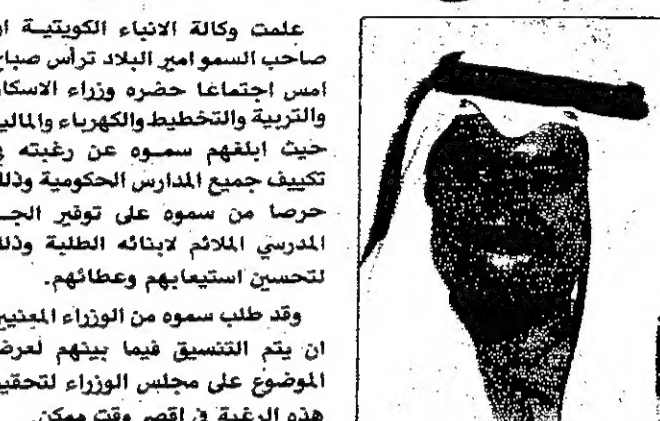 علمت وكالة الانباء الكويتية ان
صاحب السمو امير البلاد ترأس صباح
امس اجتماعا حضره وزراء الاسكان
والتربية والتخطيط والكهرباء والمالية
حيث ابلغهم سموه عن رغبته في
تكييف جميع المدارس الحكومية وذلك
حرصا من سموه على توفير الجـو
المدرسي الملائم لابنائه الطلبة وذلك
لتحسين استيعابهم وعطائهم.
وقد طلب سموه من الوزراء المعنيين
ان يتم التنسيق فيما بينهم لعرض
الموضوع على مجلس الوزراء لتحقيق
هذه الرغبة في اقصر وقت ممكن.